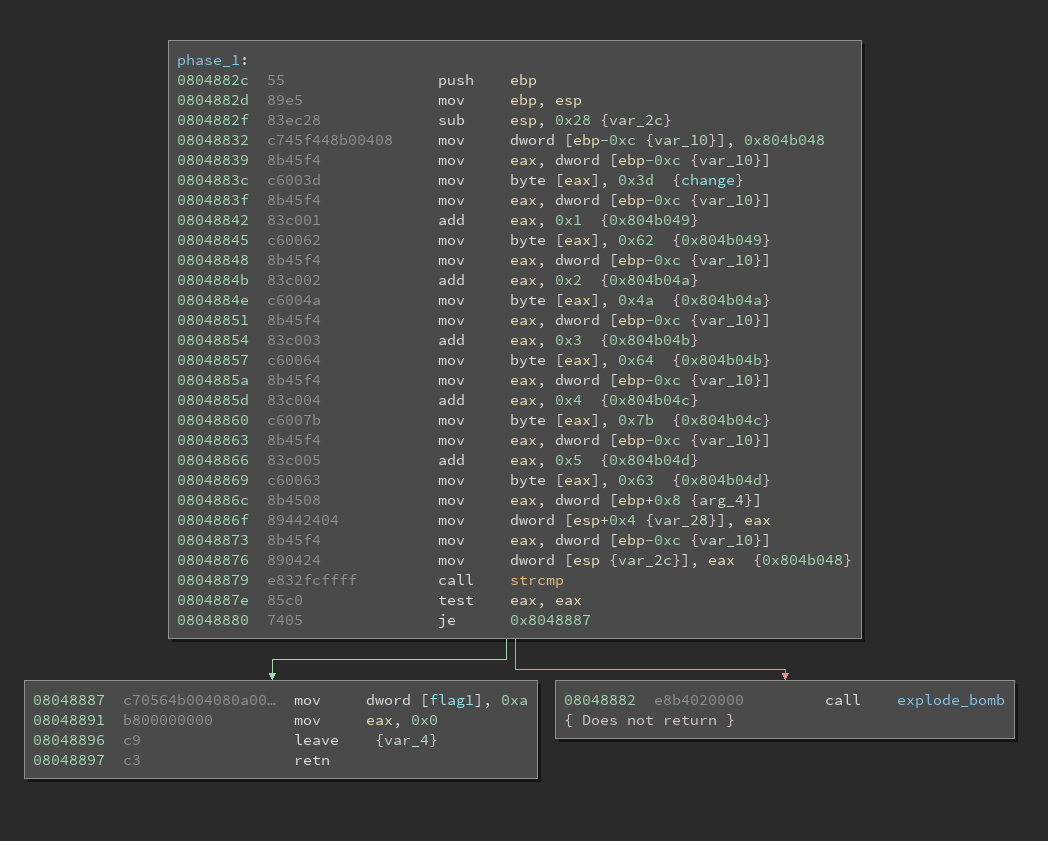 phase_1:
0804882c 55 push ebp
0804882d 89e5 mov ebp, esp
0804882f 83ec28 sub esp, 0x28 {var_2c}
08048832 c745f448b00408 mov dword [ebp-0xc {var_10}], 0x804b048
08048839 8b45f4 mov eax, dword [ebp-0xc {var_10}]
0804883c c6003d mov byte [eax], 0x3d {change}
0804883f 8b45f4 mov eax, dword [ebp-0xc {var_10}]
08048842 83c001 add eax, 0x1 {0x804b049}
08048845 c60062 mov byte [eax], 0x62 {0x804b049}
08048848 8b45f4 mov eax, dword [ebp-0xc {var_10}]
0804884b 83c002 add eax, 0x2 {0x804b04a}
0804884e c6004a mov byte [eax], 0x4a {0x804b04a}
08048851 8b45f4 mov eax, dword [ebp-0xc {var_10}]
08048854 83c003 add eax, 0x3 {0x804b04b}
08048857 c60064 mov byte [eax], 0x64 {0x804b04b}
0804885a 8b45f4 mov eax, dword [ebp-0xc {var_10}]
0804885d 83c004 add eax, 0x4 {0x804b04c}
08048860 c6007b mov byte [eax], 0x7b {0x804b04c}
08048863 8b45f4 mov eax, dword [ebp-0xc {var_10}]
08048866 83c005 add eax, 0x5 {0x804b04d}
08048869 c60063 mov byte [eax], 0x63 {0x804b04d}
0804886c 8b4508 mov eax, dword [ebp+0x8 {arg_4}]
0804886f 89442404 mov dword [esp+0x4 {var_28}], eax
08048873 8b45f4 mov eax, dword [ebp-0xc {var_10}]
08048876 890424 mov dword [esp {var_2c}], eax {0x804b048}
08048879 e832fcffff call strcmp
0804887e 85c0 test eax, eax
08048880 7405 je 0x8048887
08048887 c70564b004080a00… mov dword [flag1], 0xa
08048891 b800000000 mov eax, 0x0
08048896 c9 leave {var_4}
08048897 c3 retn
08048882 e8b4020000 call explode_bomb
{ Does not return }